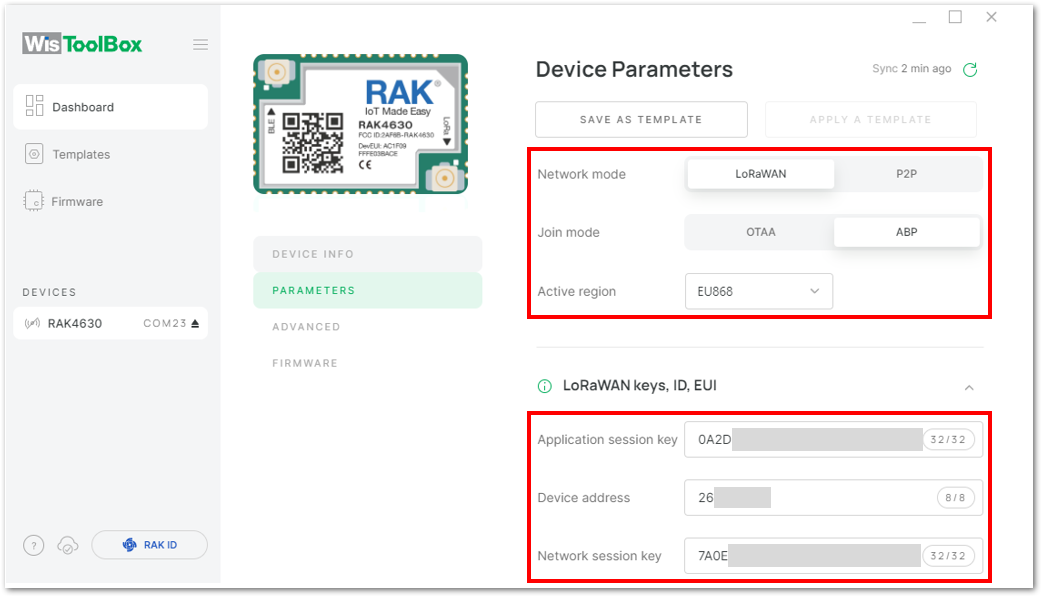 WisToolBox
Dashboard
Templates
Firmware
DEVICES
RAK4630 COM23
?
RAK ID
RAK®
IoT Made Easy
RAK4630
FCC ID:2AF6B-RAK4630
DevEUI: AC1F09
FFFE03BACE
CE
BLE
LoRa
DEVICE INFO
PARAMETERS
ADVANCED
FIRMWARE
Device Parameters
Sync 2 min ago
SAVE AS TEMPLATE
APPLY A TEMPLATE
Network mode LoRaWAN P2P
Join mode OTAA ABP
Active region EU868
LoRaWAN keys, ID, EUI
Application session key 0A2D 32/32
Device address 26 8/8
Network session key 7A0E 32/32